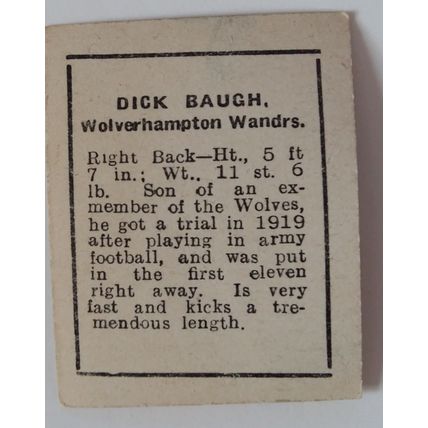 DICK BAUGH,
Wolverhampton Wandrs.
Right Back—Ht., 5 ft
7 in.; Wt., 11 st. 6
lb. Son of an ex-
member of the Wolves,
he got a trial in 1919
after playing in army
football, and was put
in the first eleven
right away. Is very
fast and kicks a tre-
mendous length.